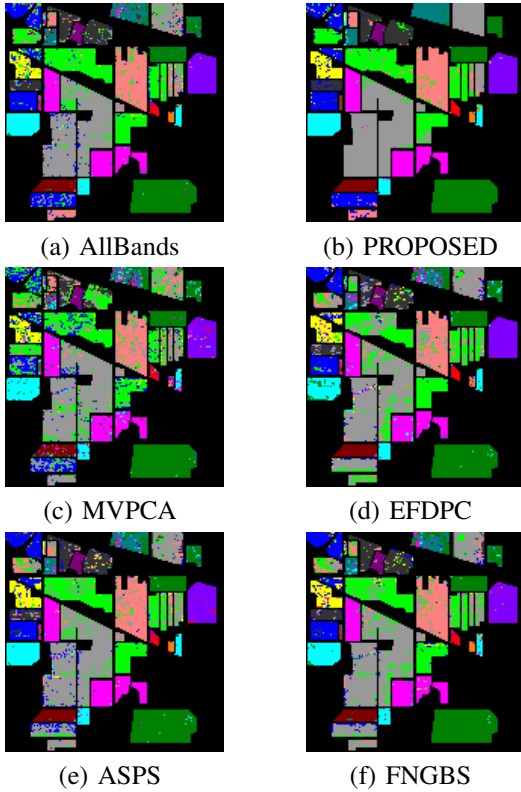 (a) AllBands
(b) PROPOSED
(c) MVPCA
(d) EFDPC
(e) ASPS
(f) FNGBS